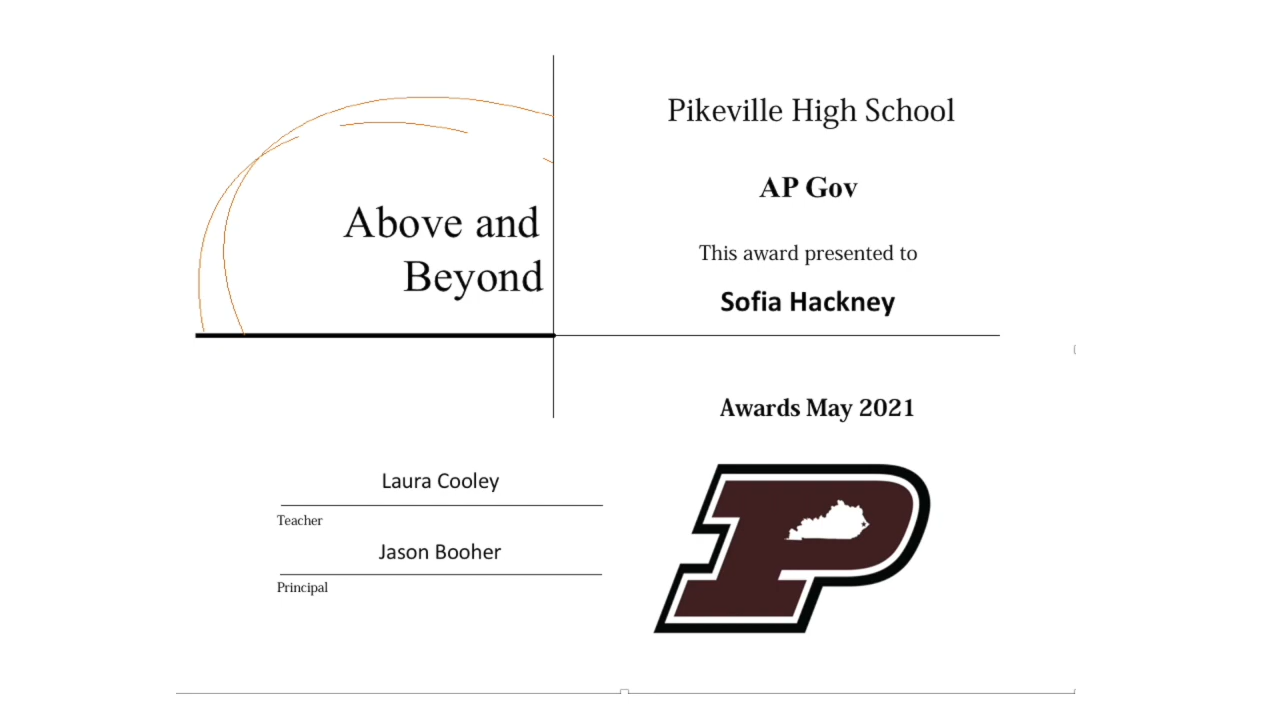 Above and
Beyond
Pikeville High School
AP Gov
This award presented to
Sofia Hackney
Awards May 2021
Laura Cooley
Teacher
Jason Booher
Principal
P